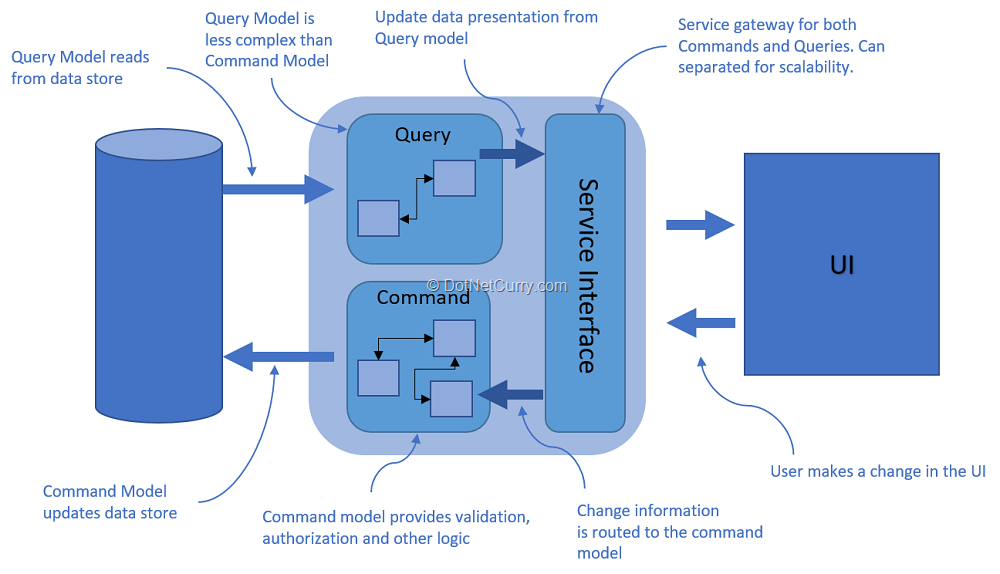 Query Model reads
from data store
Query Model is
less complex than
Command Model
Update data presentation from
Query model
Service gateway for both
Commands and Queries. Can
separated for scalability.
Query
Service Interface
UI
© DotNetCurry.com
Command
User makes a change in the UI
Command Model
updates data store
Command model provides validation,
authorization and other logic
Change information
is routed to the command
model